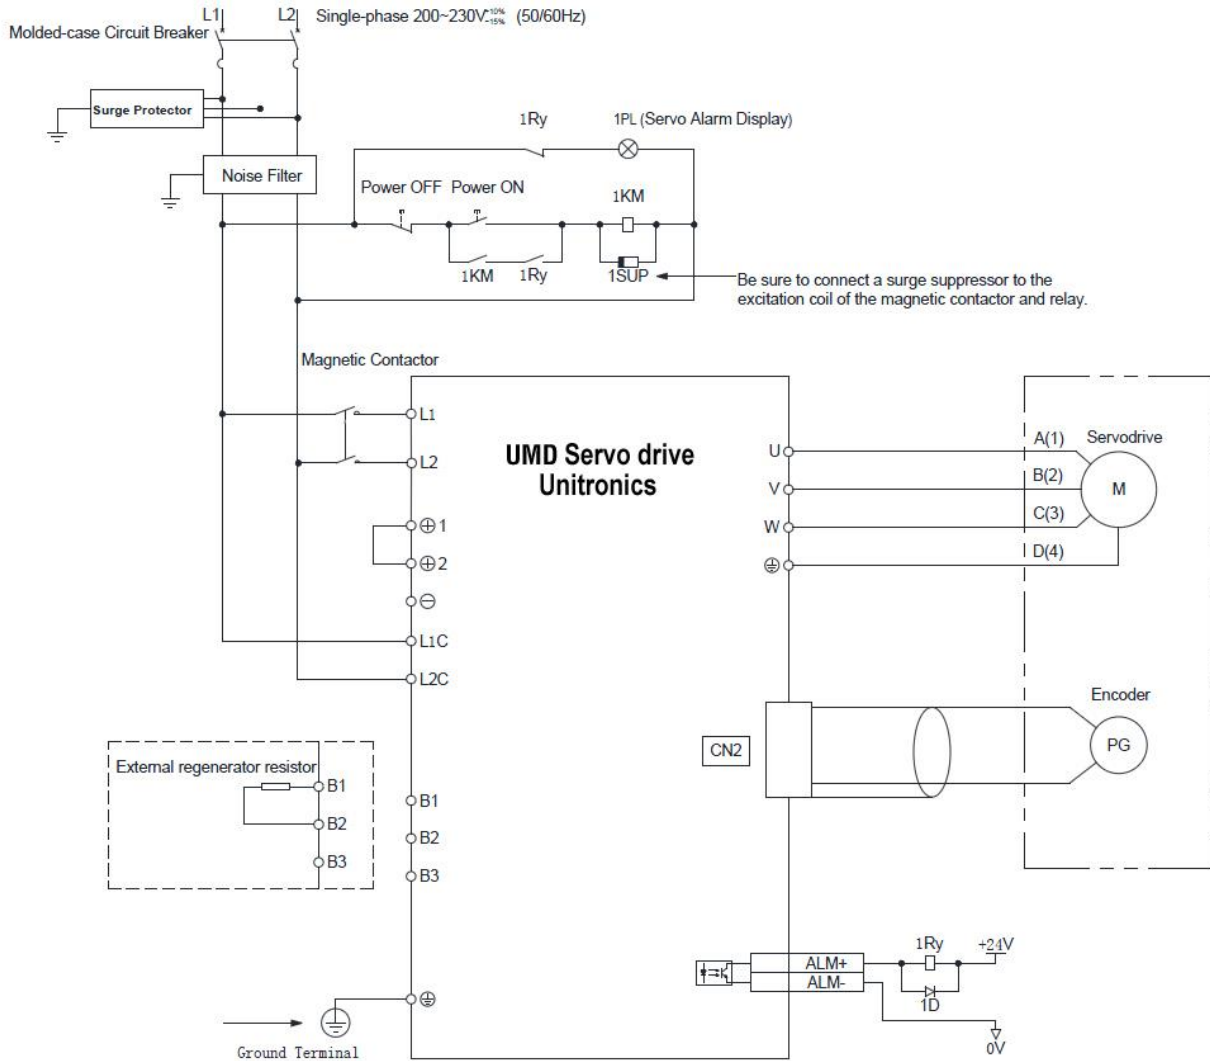 L1 L2 Single-phase 200~230V+10% -15% (50/60Hz)
Molded-case Circuit Breaker
Surge Protector
1Ry 1PL (Servo Alarm Display)
Noise Filter
Power OFF Power ON
1KM
1KM 1Ry 1SUP
Be sure to connect a surge suppressor to the
excitation coil of the magnetic contactor and relay.
Magnetic Contactor
L1
L2
⊕1
⊕2
⊖
L1C
L2C
UMD Servo drive
Unitronics
U
V
W
A(1)
B(2)
C(3)
D(4)
Servodrive
M
Encoder
PG
CN2
External regenerator resistor
B1
B2
B3
B1
B2
B3
ALM+
ALM-
1Ry
+24V
1D
0V
Ground Terminal